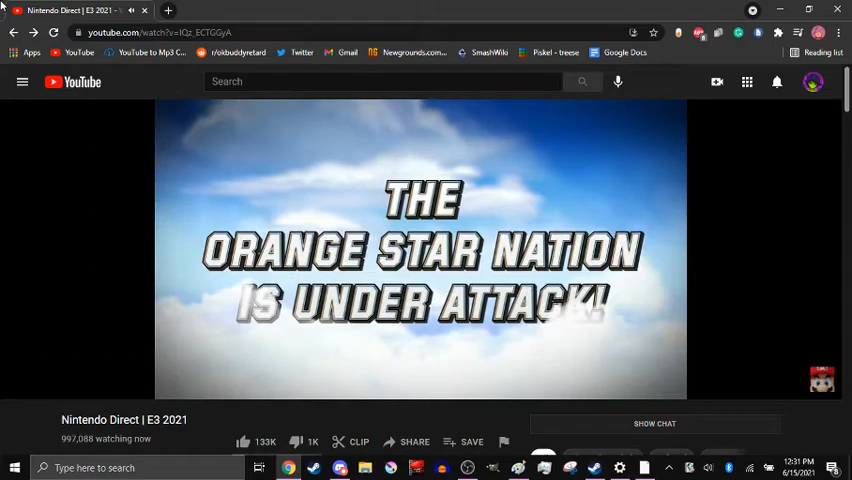 Nintendo Direct | E3 2021 -
youtube.com/watch?v=IQz_ECTGGyA
Apps
YouTube
YouTube to Mp3 C...
r/okbuddyretard
Gmail
Newgrounds.com...
SmashWiki
Piskel - treese
Google Docs
Reading list
YouTube
Search
THE
ORANGE STAR NATION
IS UNDER ATTACK!
Nintendo Direct | E3 2021
997,088 watching now
133K
1K
CLIP
SHARE
SAVE
SHOW CHAT
Type here to search
12:31 PM
6/15/2021